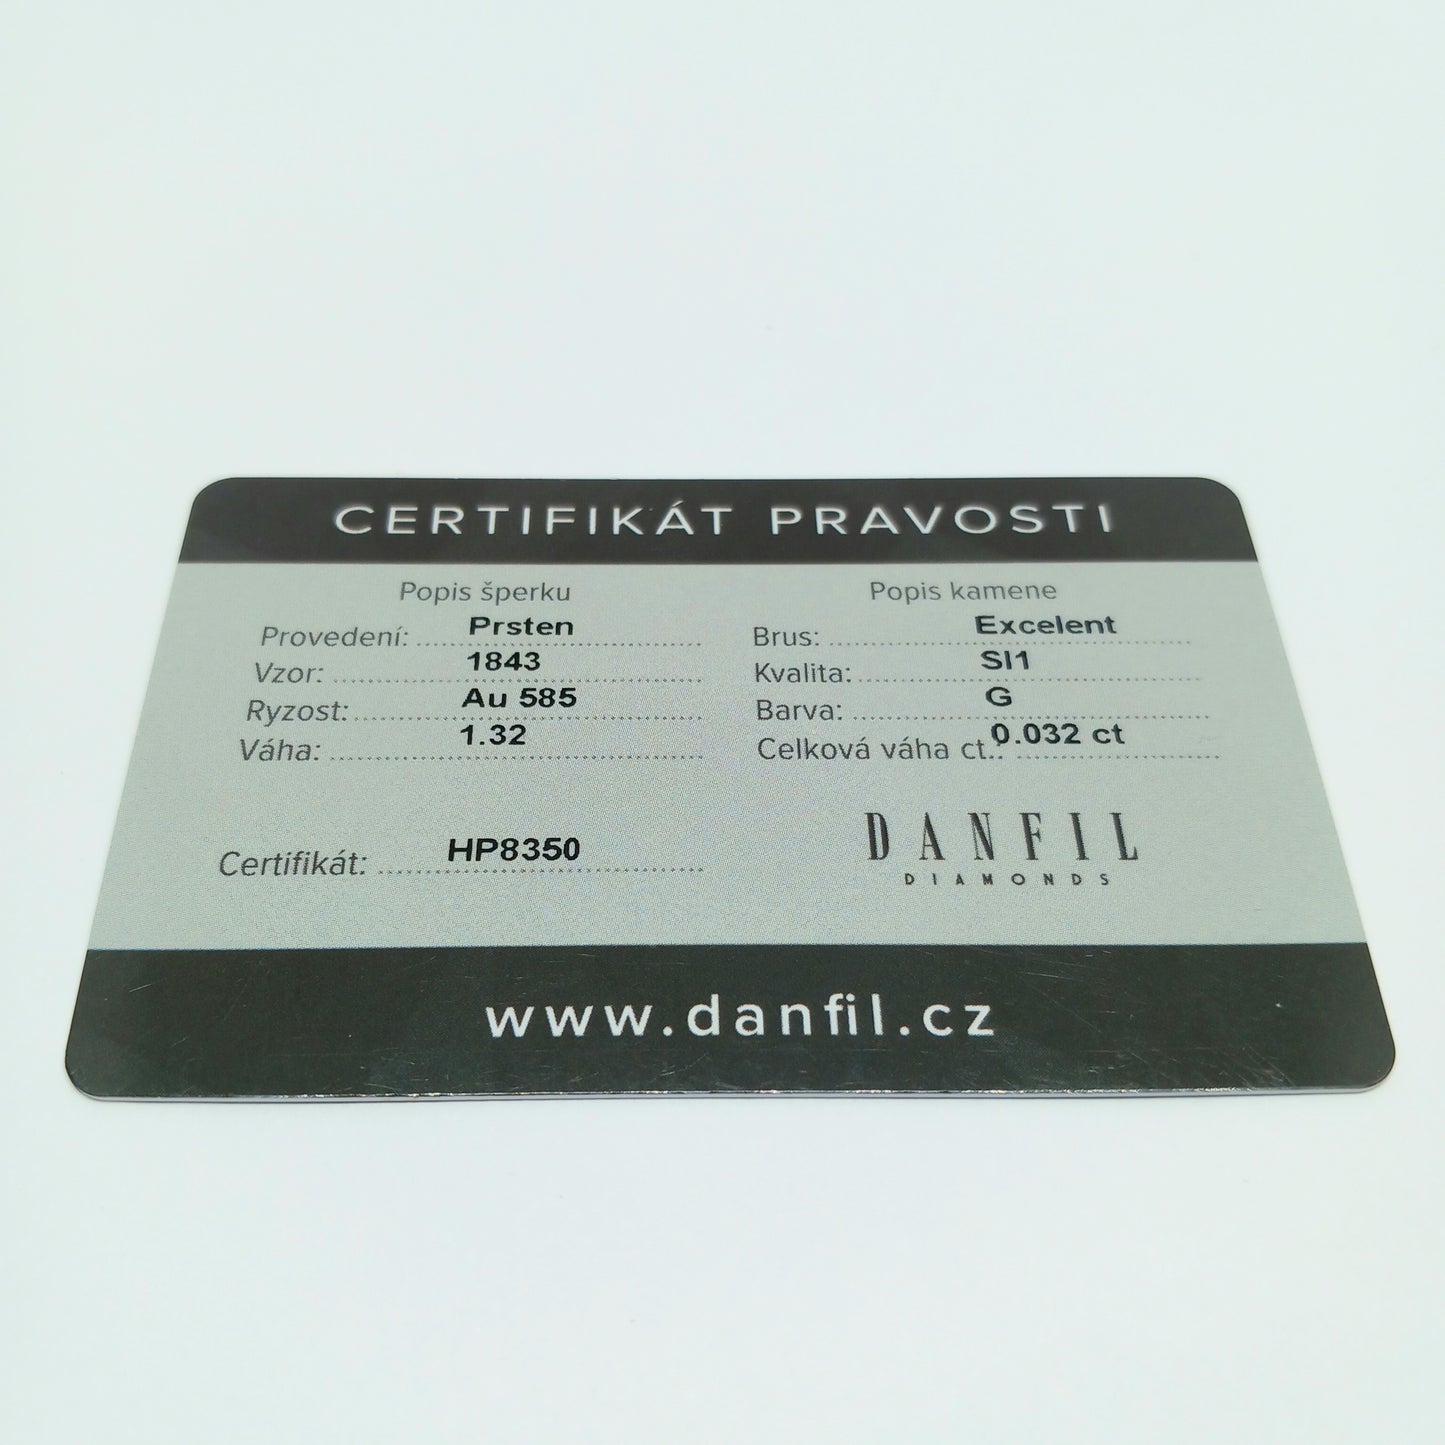 CERTIFIKÁT PRAVOSTI
Popis šperku
Provedení: Prsten
Vzor: 1843
Ryzost: Au 585
Váha: 1.32
Popis kamene
Brus: Excelent
Kvalita: SI1
Barva: G
Celková váha ct.: 0.032 ct
Certifikát: HP8350
DANFIL
DIAMONDS
www.danfil.cz